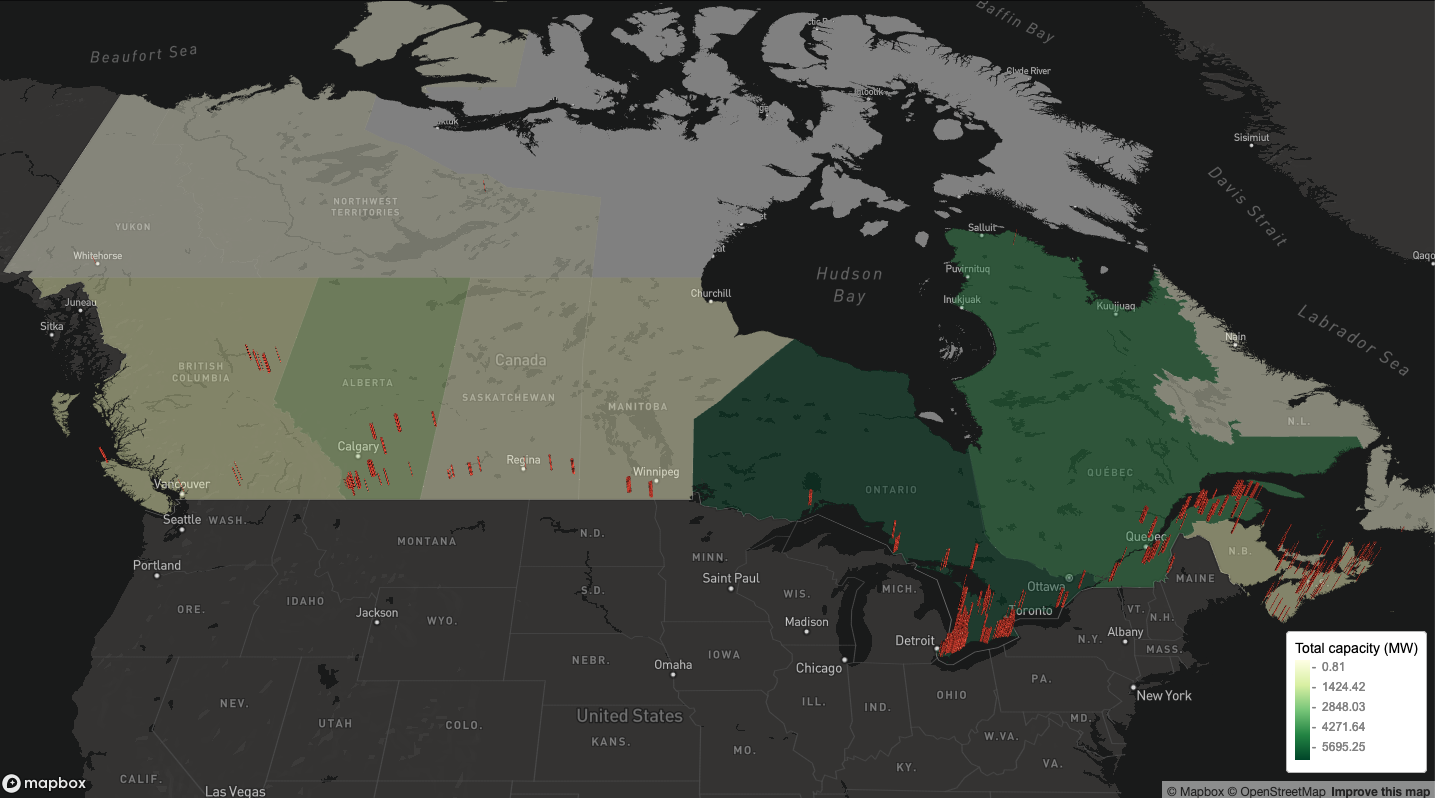 Baffin Bay
Beaufort Sea
Clyde River
Sisimiut
Davis Strait
NORTHWEST
TERRITORIES
YUKON
Salluit
Whitehorse
Hudson
Bay
Puvirnituq
Churchill
Juneau
Inukjuak
Kuujjuaq
Labrador Sea
Sitka
Nain
Canada
BRITISH
COLUMBIA
ALBERTA
SASKATCHEWAN
MANITOBA
N.L.
Calgary
Regina
Winnipeg
QUÉBEC
Vancouver
ONTARIO
Seattle
WASH.
MONTANA
N.D.
Quebec
N.B.
MINN.
Portland
Saint Paul
MAINE
Ottawa
ORE.
IDAHO
Jackson
WYO.
S.D.
WIS.
MICH.
Toronto
VT.
N.H.
Madison
Detroit
N.Y.
Albany
MASS.
NEBR.
Omaha
IOWA
Chicago
PA.
New York
NEV.
UTAH
COLO.
United States
KANS.
ILL.
IND.
OHIO
MD.
MO.
W.VA.
KY.
VA.
CALIF.
Las Vegas
Total capacity (MW)
- 0.81
- 1424.42
- 2848.03
- 4271.64
- 5695.25
mapbox
© Mapbox © OpenStreetMap Improve this map